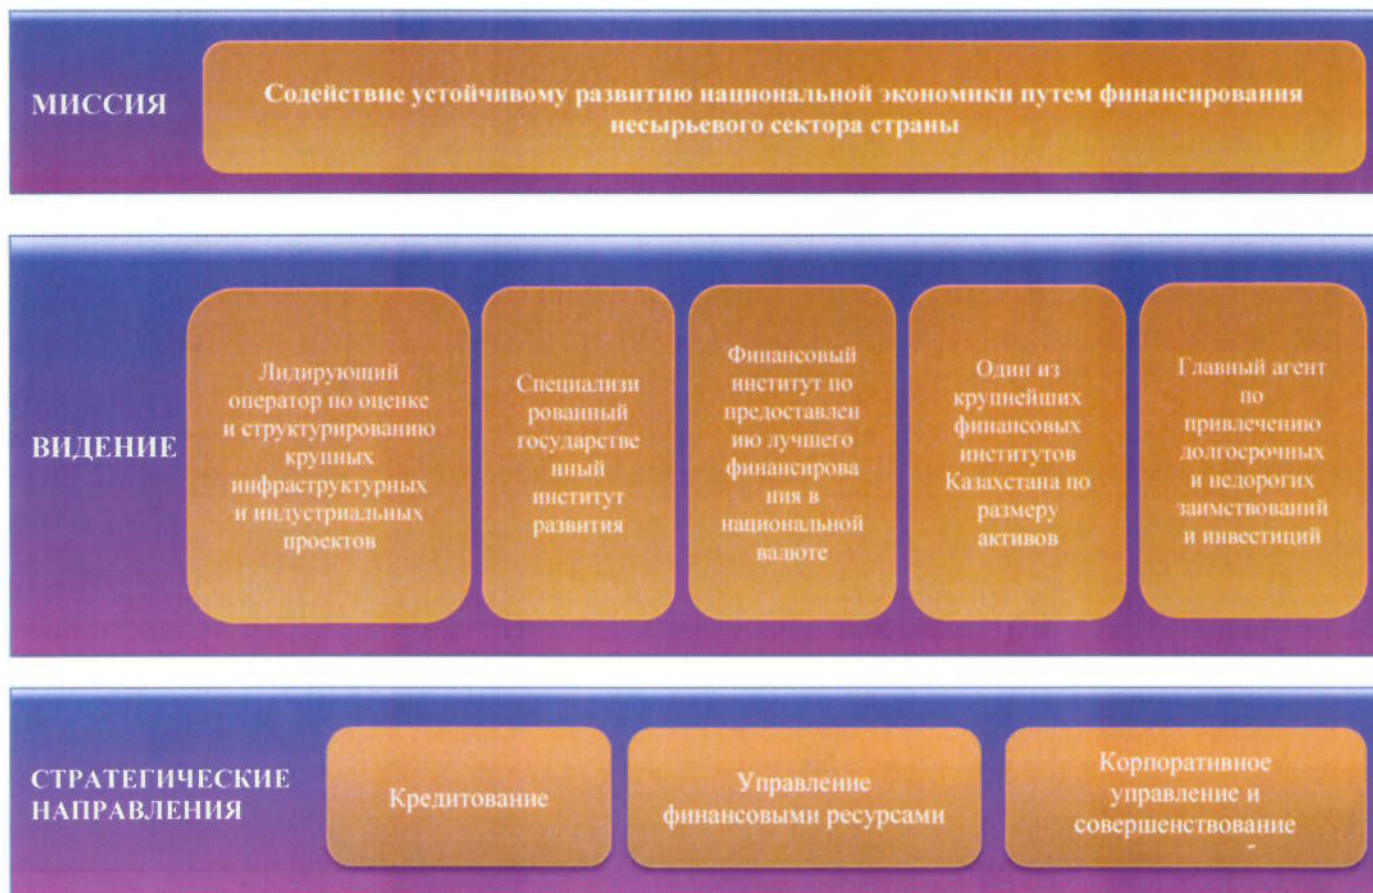 МИССИЯ
Содействие устойчивому развитию национальной экономики путем финансирования
несырьевого сектора страны
ВИДЕНИЕ
Лидирующий
оператор по оценке
и структурированию
крупных
инфраструктурных
и индустриальных
проектов
Специализи
рованный
государстве
нный
институт
развития
Финансовый
институт по
предоставлен
ию лучшего
финансирова
ния в
национальной
валюте
Один из
крупнейших
финансовых
институтов
Казахстана по
размеру
активов
Главный агент
по
привлечению
долгосрочных
и недорогих
заимствований
и инвестиций
СТРАТЕГИЧЕСКИЕ
НАПРАВЛЕНИЯ
Кредитование
Управление
финансовыми ресурсами
Корпоративное
управление и
совершенствование